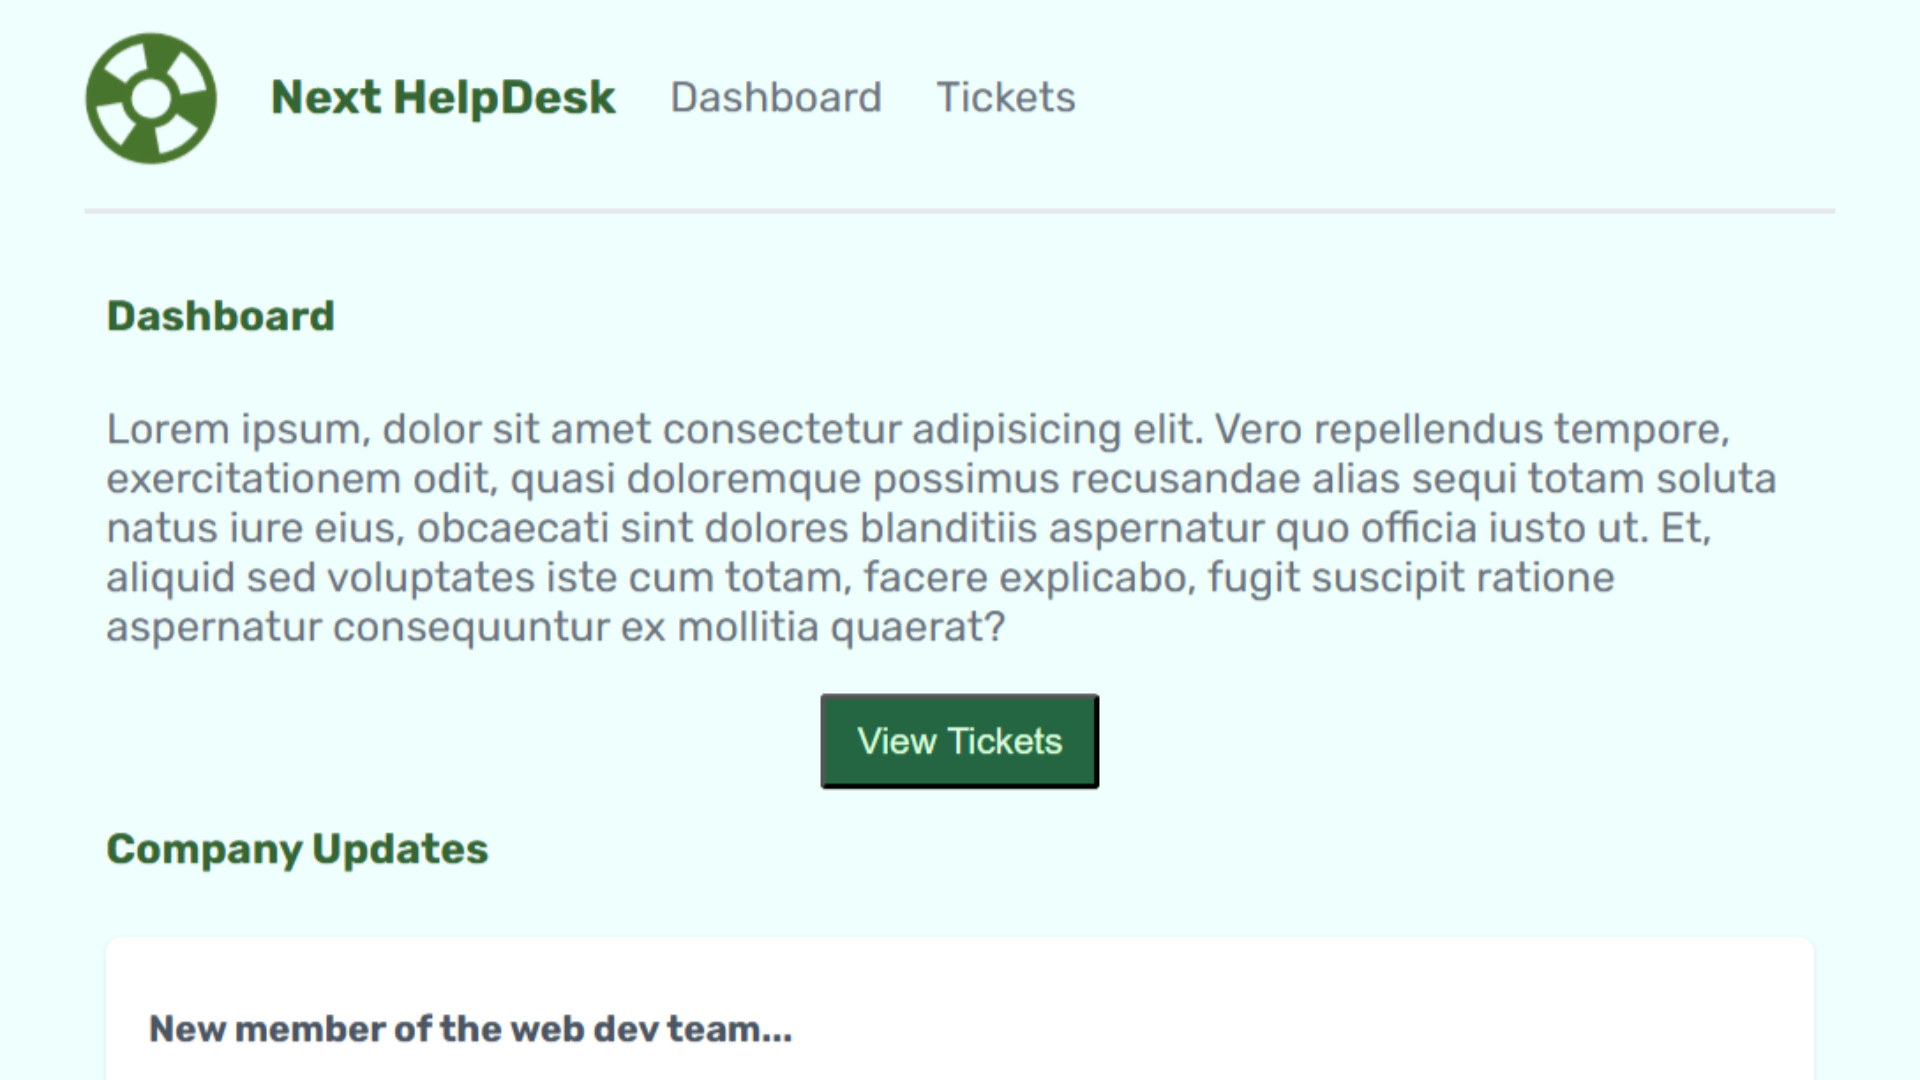 Next HelpDesk Dashboard Tickets
Dashboard
Lorem ipsum, dolor sit amet consectetur adipisicing elit. Vero repellendus tempore,
exercitationem odit, quasi doloremque possimus recusandae alias sequi totam soluta
natus iure eius, obcaecati sint dolores blanditiis aspernatur quo officia iusto ut. Et,
aliquid sed voluptates iste cum totam, facere explicabo, fugit suscipit ratione
aspernatur consequuntur ex mollitia quaerat?
View Tickets
Company Updates
New member of the web dev team...